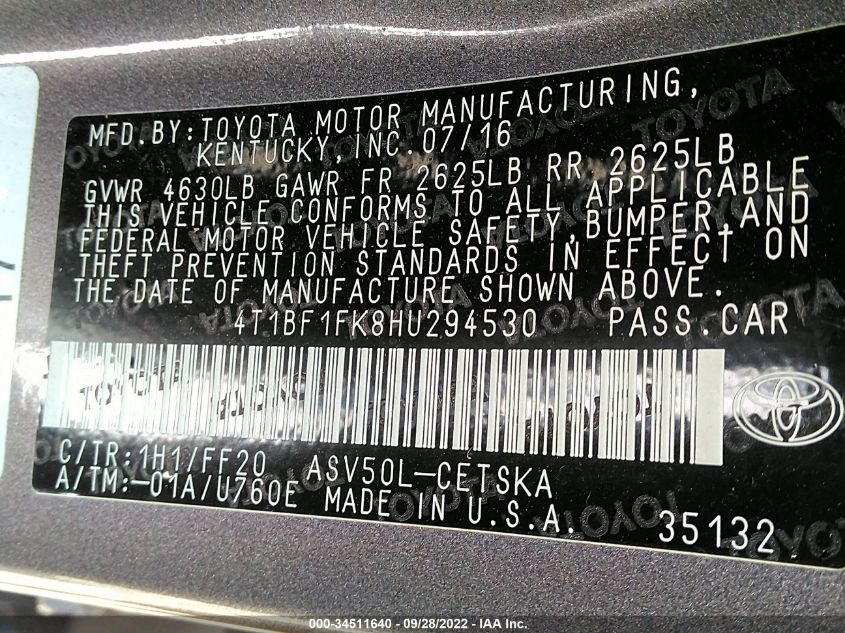 MFD.BY:TOYOTA MOTOR MANUFACTURING,
KENTUCKY,INC.07/16
GVWR 4630LB GAWR FR 2625LB RR 2625LB
THIS VEHICLE CONFORMS TO ALL APPLICABLE
FEDERAL MOTOR VEHICLE SAFETY,BUMPER,AND
THEFT PREVENTION STANDARDS IN EFFECT ON
THE DATE OF MANUFACTURE SHOWN ABOVE.
4T1BF1FK8HU294530 PASS.CAR
C/TR:1H1/FF20 ASV50L-CETSKA
A/TM:-01A/U760E MADE IN U.S.A.
35132
TOYOTA
000-34511640 - 09/28/2022 - IAA Inc.